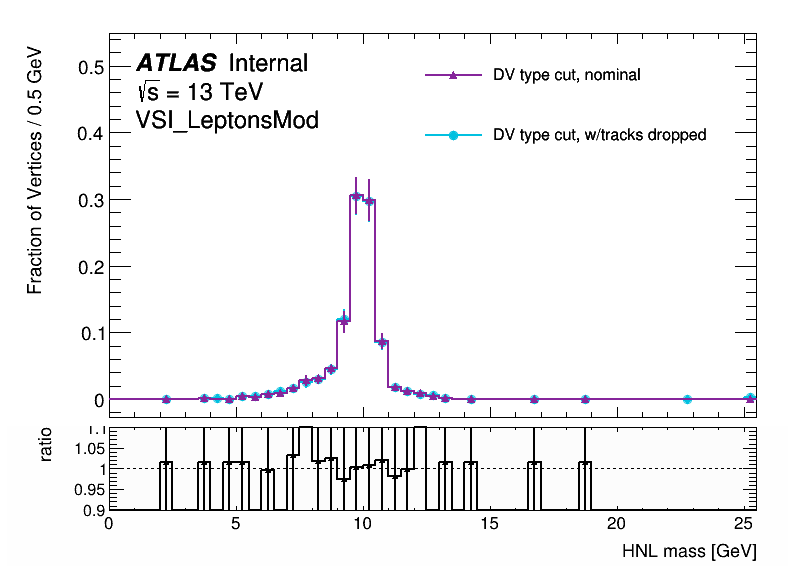 ATLAS Internal
√s = 13 TeV
VSI_LeptonsMod
DV type cut, nominal
DV type cut, w/tracks dropped
Fraction of Vertices / 0.5 GeV
0.5
0.4
0.3
0.2
0.1
0
ratio
1.1
1.05
1
0.95
0.9
0 5 10 15 20 25
HNL mass [GeV]